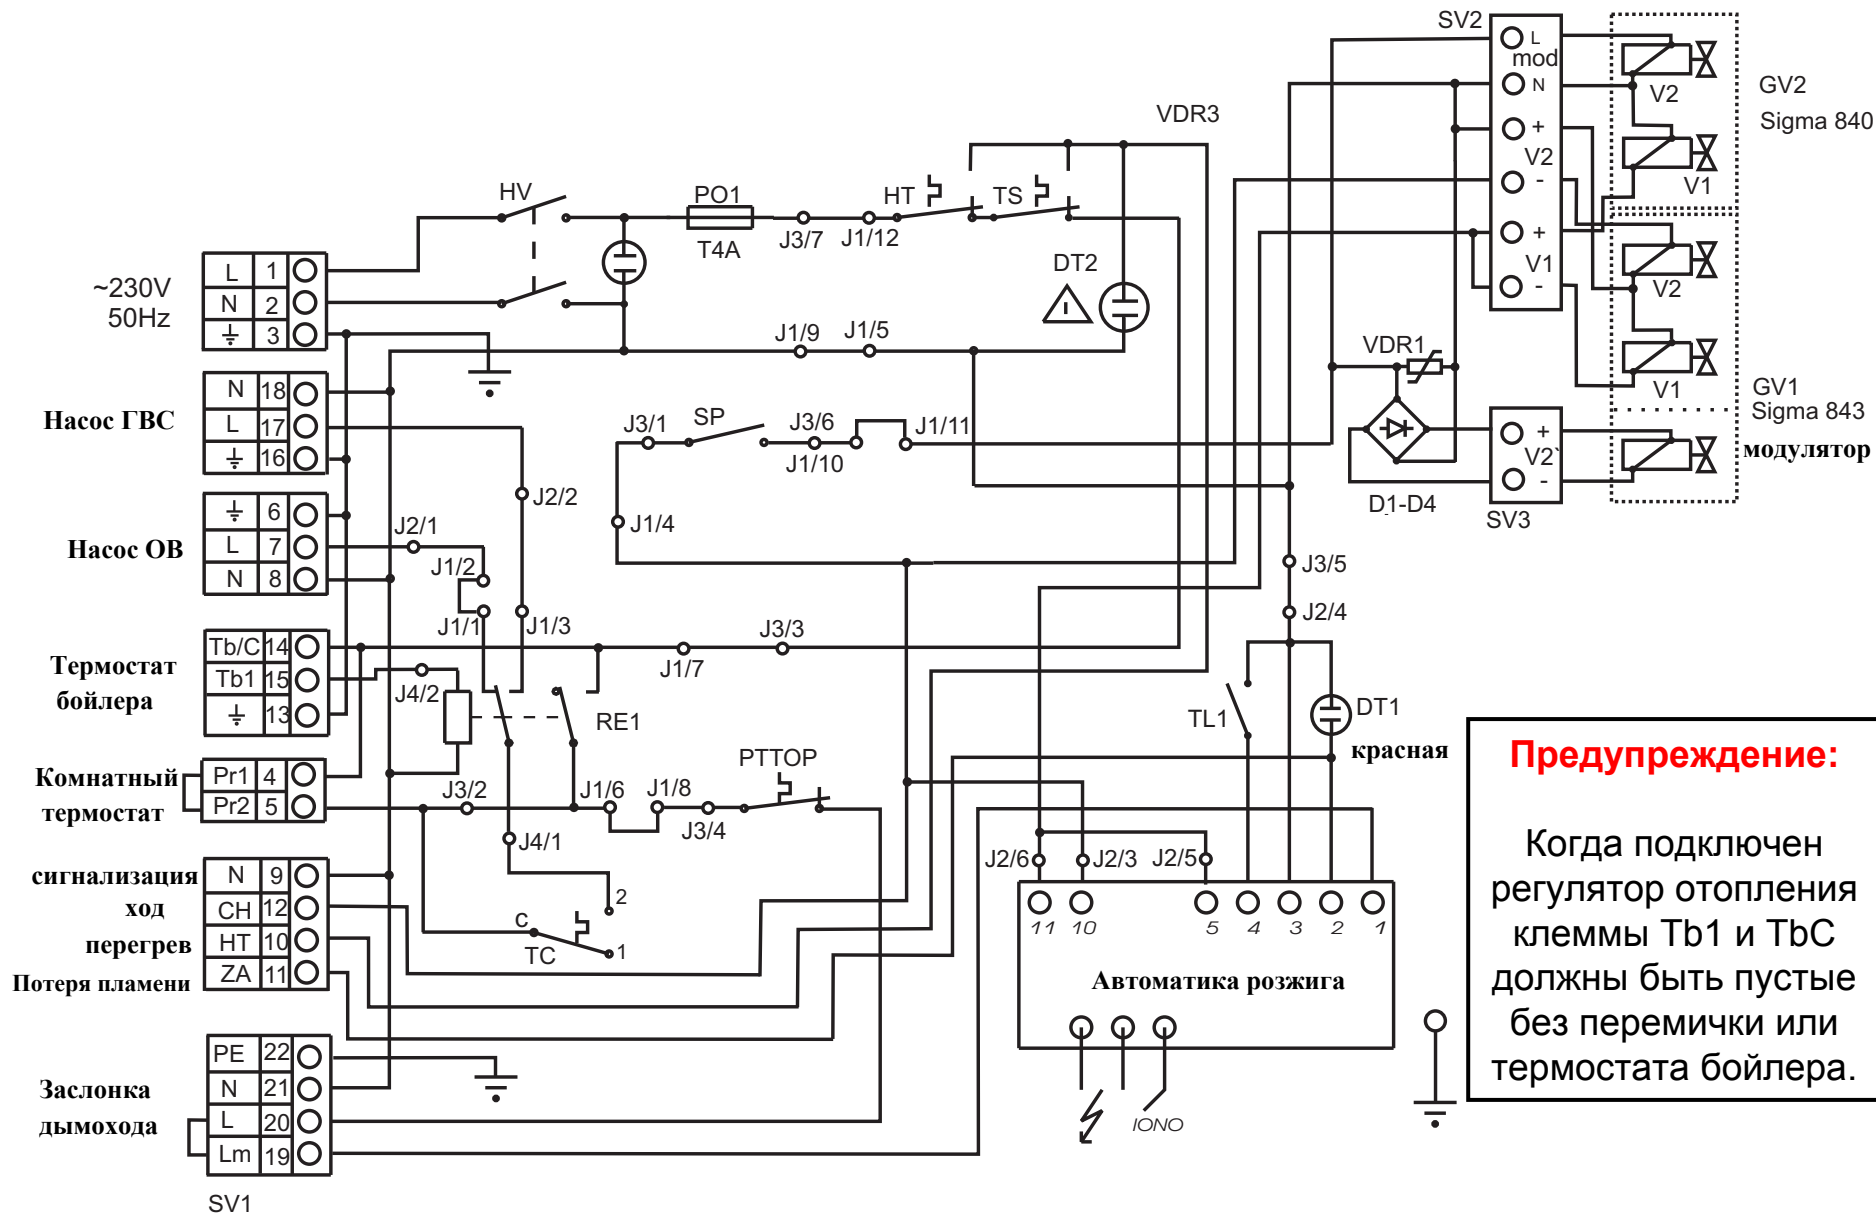 SV2
L
mod
N
+
V2
-
+
V1
-
V2
V1
GV2
Sigma 840
V2
V1
GV1
Sigma 843
модулятор
VDR3
HV
PO1
T4A
J3/7
J1/12
HT
TS
DT2
~230V
50Hz
L 1
N 2
3
J1/9
J1/5
VDR1
Насос ГВС
N 18
L 17
16
J3/1
SP
J3/6
J1/10
J1/11
+
V2`
-
D1-D4
SV3
J2/2
J1/4
Насос ОВ
6
L 7
N 8
J2/1
J1/2
J1/1
J1/3
J3/5
J2/4
Термостат
бойлера
Tb/C 14
Tb1 15
13
J4/2
RE1
J1/7
J3/3
TL1
DT1
красная
Комнатный
термостат
Pr1 4
Pr2 5
J3/2
J1/6
J1/8
J3/4
PTTOP
J4/1
2
c
TC
1
J2/6
J2/3
J2/5
11 10 5 4 3 2 1
Автоматика розжига
IONO
сигнализация
ход
перегрев
Потеря пламени
N 9
CH 12
HT 10
ZA 11
Заслонка
дымохода
PE 22
N 21
L 20
Lm 19
SV1
Предупреждение:
Когда подключен
регулятор отопления
клеммы Tb1 и TbC
должны быть пустые
без перемички или
термостата бойлера.